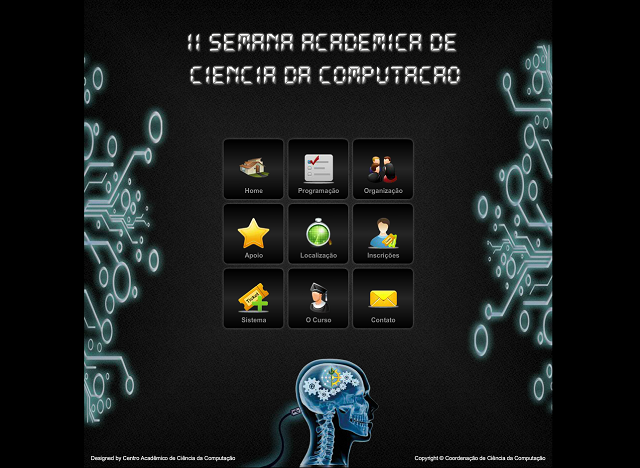 II SEMANA ACADEMICA DE
CIENCIA DA COMPUTACAO
Home
Programação
Organização
Apoio
Localização
Inscrições
Ticket
Sistema
O Curso
Contato
Designed by Centro Acadêmico de Ciência da Computação
Copyright © Coordenação de Ciência da Computação